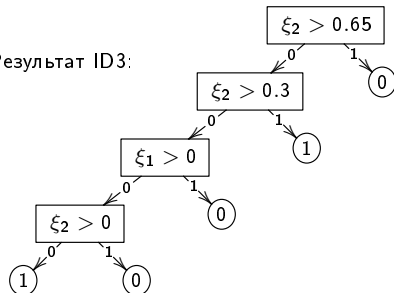 ξ₂ > 0.65
Результат ID3:
0 1
ξ₂ > 0.3 0
0 1
ξ₁ > 0 1
0 1
ξ₂ > 0 0
0 1
1 0